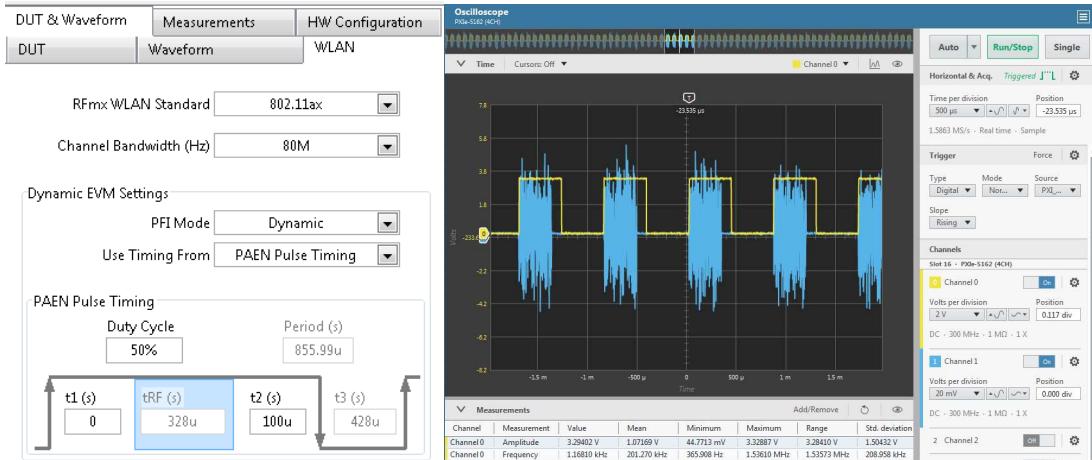 DUT & Waveform
Measurements
HW Configuration
DUT
Waveform
WLAN
RFmx WLAN Standard
802.11ax
Channel Bandwidth (Hz)
80M
Dynamic EVM Settings
PFI Mode
Dynamic
Use Timing From
PAEN Pulse Timing
PAEN Pulse Timing
Duty Cycle
Period (s)
50%
855.99u
t1 (s)
tRF (s)
t2 (s)
t3 (s)
0
328u
100u
428u
Oscilloscope
PXIe-5162 (4CH)
Time
Cursors: Off
Channel 0
T
-23.535 µs
7.8
5.8
3.8
1.8
0
-2.2
-4.2
-6.2
-8.2
Volts
-1.5 m
-1 m
-500 µ
0
500 µ
1 m
1.5 m
Time
Measurements
Add/Remove
Channel
Measurement
Value
Mean
Minimum
Maximum
Range
Std. deviation
Channel 0
Amplitude
3.29402 V
1.07169 V
44.7713 mV
3.32887 V
3.28410 V
1.50432 V
Channel 0
Frequency
1.16810 kHz
201.270 kHz
365.908 Hz
1.53610 MHz
1.53573 MHz
208.958 kHz
Auto
Run/Stop
Single
Horizontal & Acq.
Triggered
Time per division
Position
500 µs
-23.535 µs
1.5863 MS/s - Real time - Sample
Trigger
Force
Type
Mode
Source
Digital
Nor...
PXI_...
Slope
Rising
Channels
Slot 16 - PXIe-5162 (4CH)
0
Channel 0
On
Volts per division
Position
2 V
0.117 div
DC - 300 MHz - 1 MΩ - 1 X
1
Channel 1
On
Volts per division
Position
20 mV
0.000 div
DC - 300 MHz - 1 MΩ - 1 X
2
Channel 2
Off